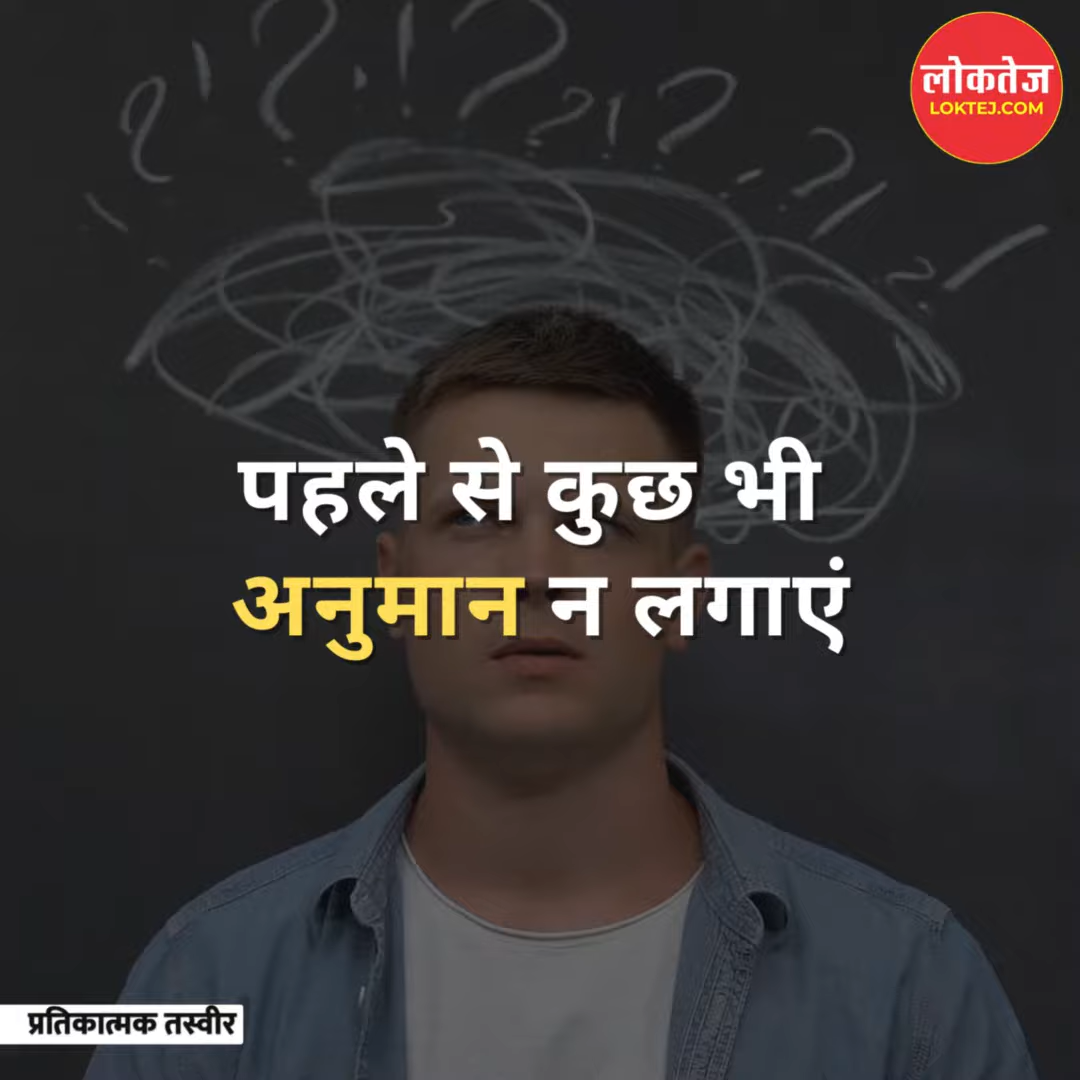 लोकतेज
LOKTEJ.COM
पहले से कुछ भी
अनुमान न लगाएं
प्रतिकात्मक तस्वीर